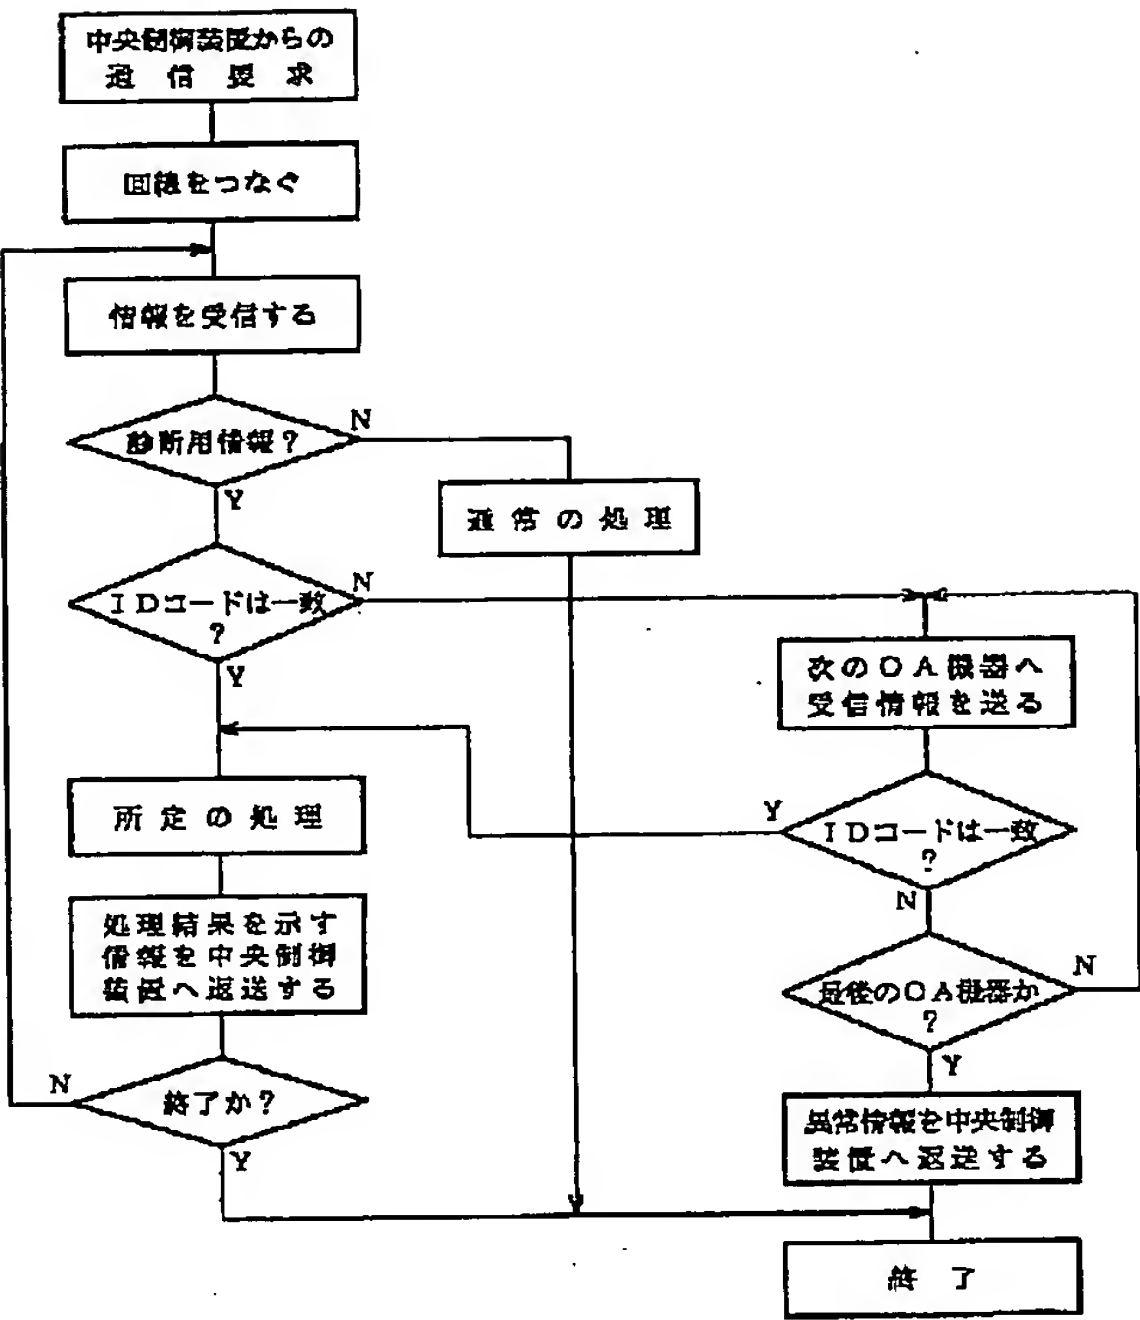 中央制御装置からの
通信要求
回線をつなぐ
情報を受信する
診断用情報?
N
Y
通常の処理
IDコードは一致
?
N
Y
所定の処理
処理結果を示す
情報を中央制御
装置へ返送する
終了か?
N
Y
次のOA機器へ
受信情報を送る
IDコードは一致
?
Y
N
最後のOA機器か
?
N
Y
異常情報を中央制御
装置へ返送する
終了